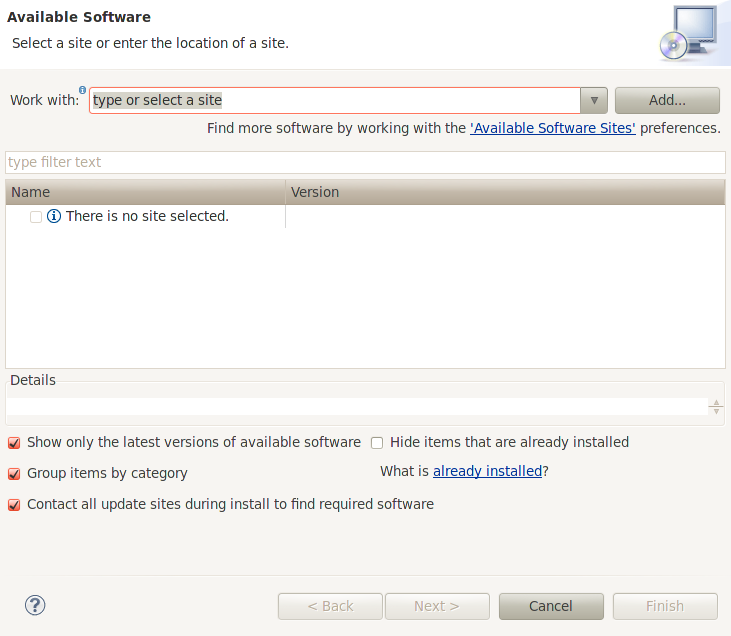 Available Software
Select a site or enter the location of a site.
Work with: type or select a site Add...
Find more software by working with the 'Available Software Sites' preferences.
type filter text
Name Version
There is no site selected.
Details
Show only the latest versions of available software Hide items that are already installed
Group items by category What is already installed?
Contact all update sites during install to find required software
? < Back Next > Cancel Finish